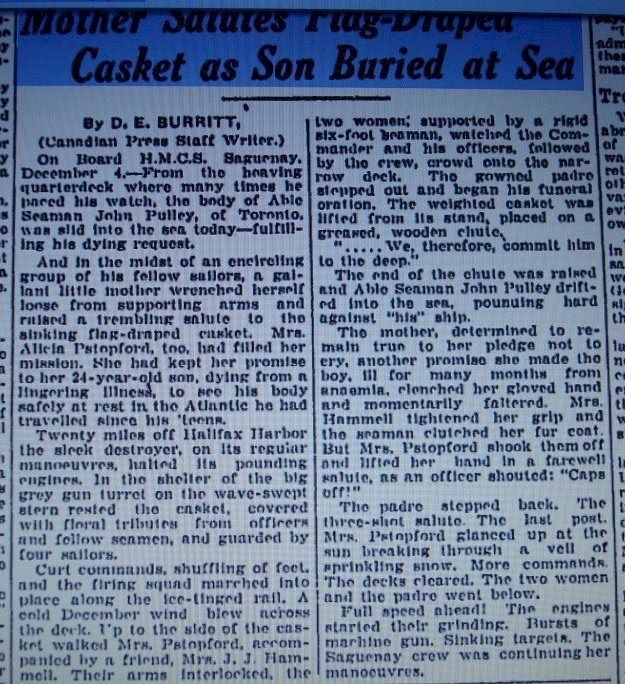 Mother Salutes Flag-Draped
Casket as Son Buried at Sea
By D. E. BURRITT,
(Canadian Press Staff Writer.)
On Board H.M.C.S. Saguenay,
December 4.—From the heaving
quarterdeck where many times he
paced his watch, the body of Able
Seaman John Pulley, of Toronto,
was slid into the sea today—fulfill-
ing his dying request.
And in the midst of an encircling
group of his fellow sailors, a gal-
lant little mother wrenched herself
loose from supporting arms and
raised a trembling salute to the
sinking flag-draped casket. Mrs.
Alicia Pstopford, too, had filled her
mission. She had kept her promise
to her 24-year-old son, dying from a
lingering illness, to see his body
safely at rest in the Atlantic he had
travelled since his 'teens.
Twenty miles off Halifax Harbor
the sleek destroyer, on its regular
manoeuvres, halted its pounding
engines. In the shelter of the big
grey gun turret on the wave-swept
stern rested the casket, covered
with floral tributes from officers
and fellow seamen, and guarded by
four sailors.
Curt commands, shuffling of feet,
and the firing squad marched into
place along the ice-tinged rail. A
cold December wind blew across
the deck. Up to the side of the cas-
ket walked Mrs. Pstopford, accom-
panied by a friend, Mrs. J. J. Ham-
mell. Their arms interlocked, the
two women; supported by a rigid
six-foot seaman, watched the Com-
mander and his officers, followed
by the crew, crowd onto the nar-
row deck. The gowned padre
stepped out and began his funeral
oration. The weighted casket was
lifted from its stand, placed on a
greased, wooden chute.
"..... We, therefore, commit him
to the deep."
The end of the chute was raised
and Able Seaman John Pulley drift-
ed into the sea, pounding hard
against "his" ship.
The mother, determined to re-
main true to her pledge not to
cry, another promise she made the
boy, ill for many months from
anaemia, clenched her gloved hand
and momentarily faltered. Mrs.
Hammell tightened her grip and
the seaman clutched her fur coat.
But Mrs. Pstopford shook them off
and lifted her hand in a farewell
salute, as an officer shouted: "Caps
off!"
The padre stepped back. The
three-shot salute. The last post.
Mrs. Pstopford glanced up at the
sun breaking through a veil of
sprinkling snow. More commands.
The decks cleared. The two women
and the padre went below.
Full speed ahead! The engines
started their grinding. Bursts of
machine gun. Sinking targets. The
Saguenay crew was continuing her
manoeuvres.